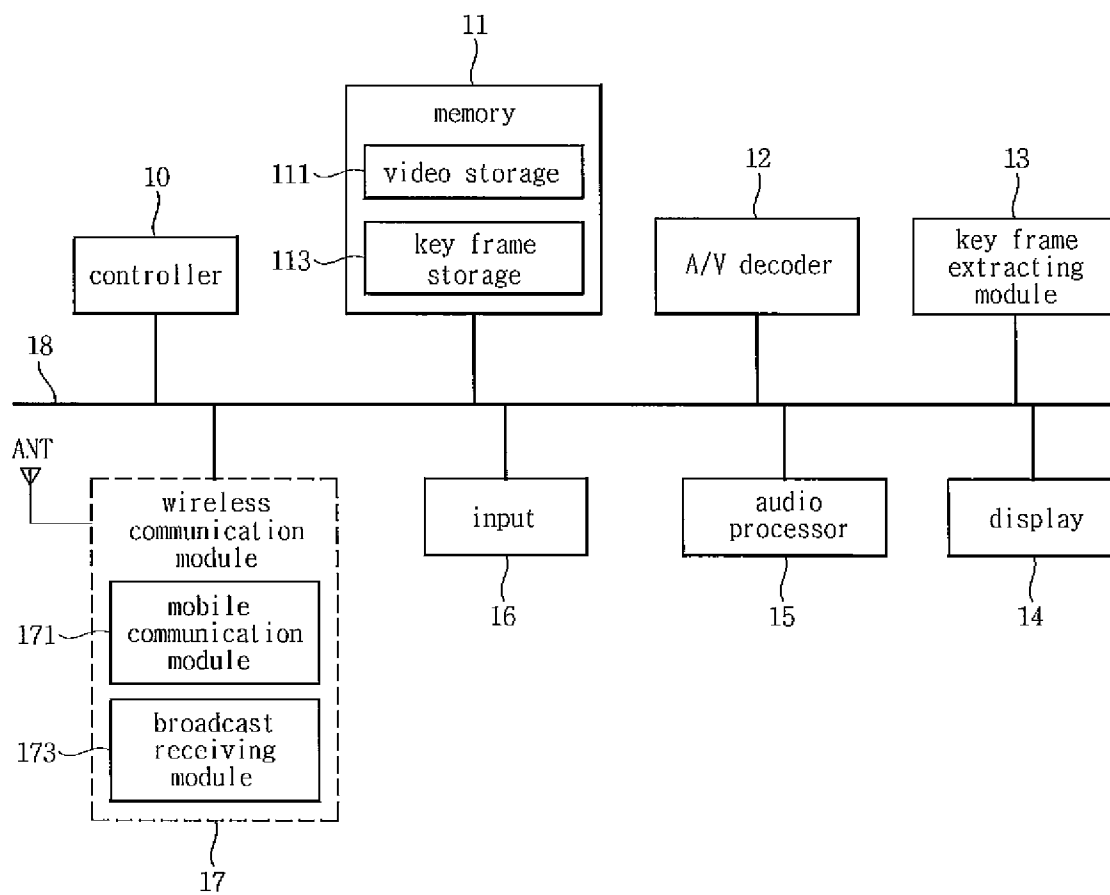 11
memory
111
video storage
113
key frame
storage
10
controller
12
A/V decoder
13
key frame
extracting
module
18
ANT
wireless
communication
module
171
mobile
communication
module
173
broadcast
receiving
module
17
input
16
audio
processor
15
display
14